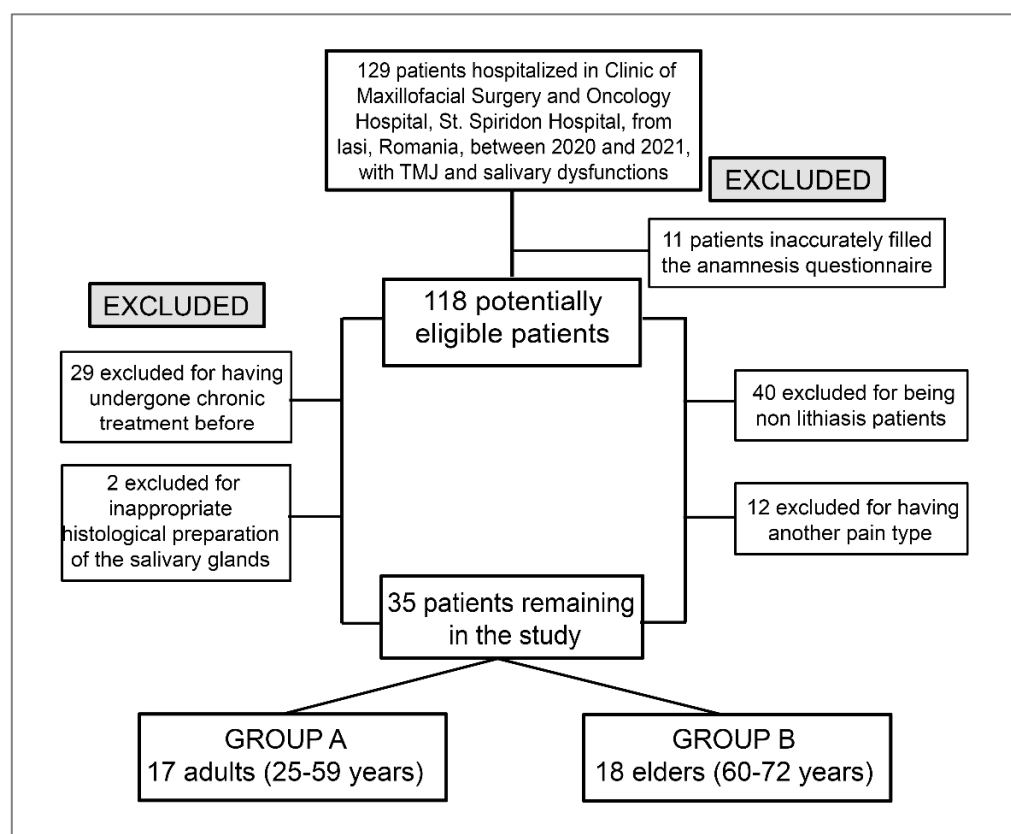 129 patients hospitalized in Clinic of
Maxillofacial Surgery and Oncology
Hospital, St. Spiridon Hospital, from
Iasi, Romania, between 2020 and 2021,
with TMJ and salivary dysfunctions
EXCLUDED
11 patients inaccurately filled
the anamnesis questionnaire
118 potentially
eligible patients
EXCLUDED
29 excluded for having
undergone chronic
treatment before
40 excluded for being
non lithiasis patients
2 excluded for
inappropriate
histological preparation
of the salivary glands
12 excluded for having
another pain type
35 patients remaining
in the study
GROUP A
17 adults (25-59 years)
GROUP B
18 elders (60-72 years)